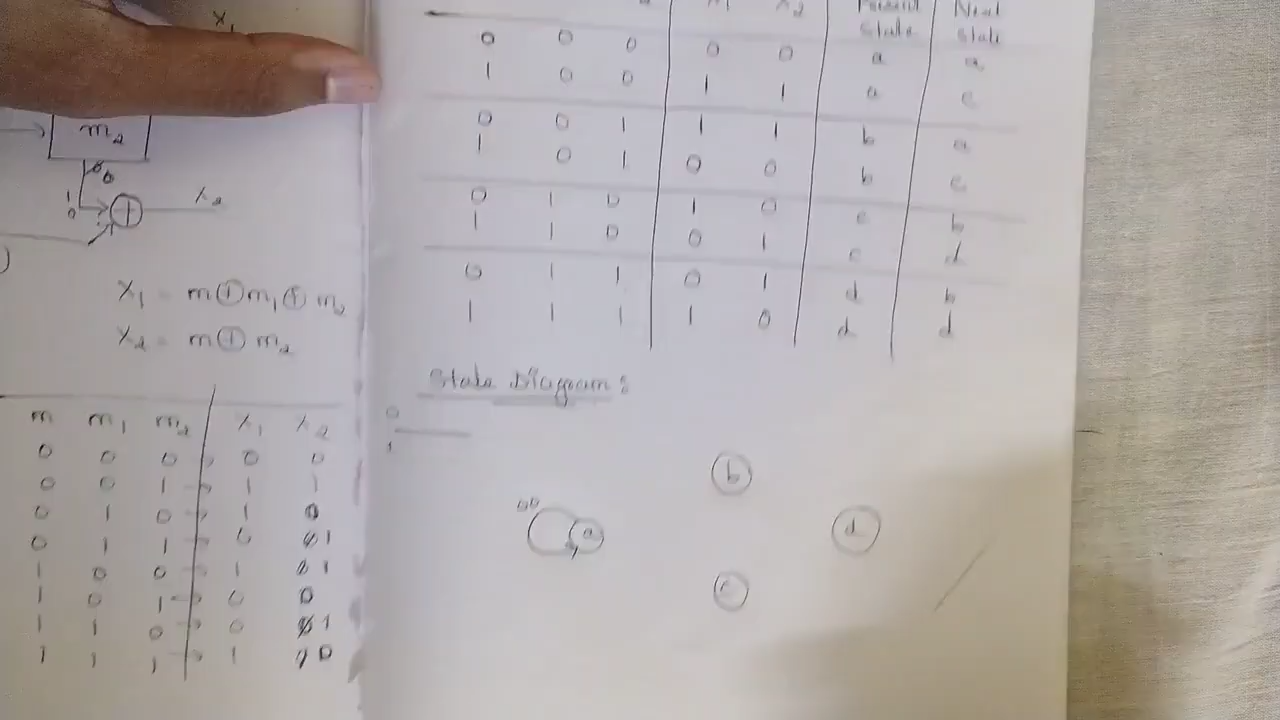 X₁
m₂
X₂
X₁ = m ⊕ m₁ ⊕ m₂
X₂ = m ⊕ m₂
m m₁ m₂ X₁ X₂
0 0 0 0 0
0 0 1 1 1
0 1 0 1 0
0 1 1 0 1
1 0 0 1 1
1 0 1 0 0
1 1 0 0 1
1 1 1 1 0
X₂ Present State Next State
0 0 0 0 0 a a
1 0 0 1 1 a c
0 0 1 1 1 b a
1 0 1 0 0 b c
0 1 0 1 0 c b
1 1 0 0 1 c d
0 1 1 0 1 d b
1 1 1 1 0 d d
State Diagram :
0
1
00
a
b
c
d